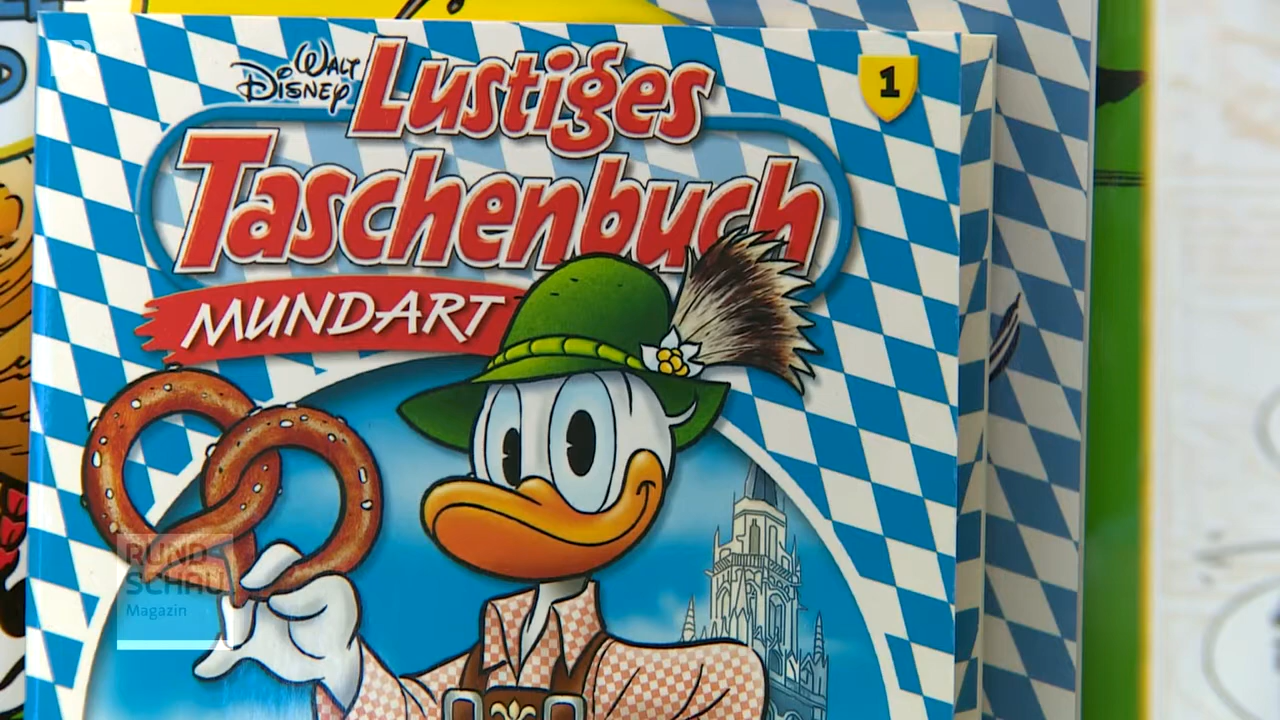 WALT
DISNEY
Lustiges
Taschenbuch
MUNDART
1
RUND
SCHAU
Magazin